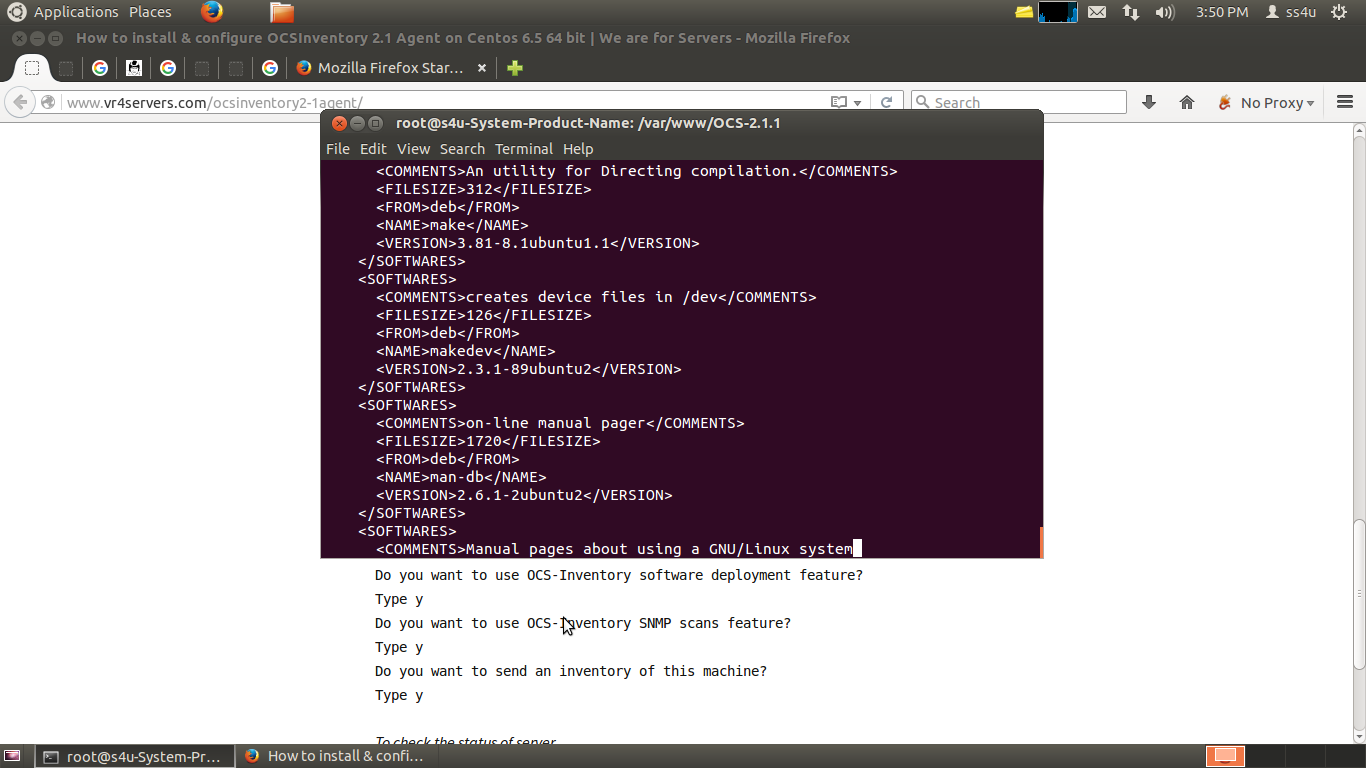 Applications Places 3:50 PM ss4u
How to install & configure OCSInventory 2.1 Agent on Centos 6.5 64 bit | We are for Servers - Mozilla Firefox
Mozilla Firefox Star...
www.vr4servers.com/ocsinventory2-1agent/ Search No Proxy
root@s4u-System-Product-Name: /var/www/OCS-2.1.1
File Edit View Search Terminal Help
<COMMENTS>An utility for Directing compilation.</COMMENTS>
<FILESIZE>312</FILESIZE>
<FROM>deb</FROM>
<NAME>make</NAME>
<VERSION>3.81-8.1ubuntu1.1</VERSION>
</SOFTWARES>
<SOFTWARES>
<COMMENTS>creates device files in /dev</COMMENTS>
<FILESIZE>126</FILESIZE>
<FROM>deb</FROM>
<NAME>makedev</NAME>
<VERSION>2.3.1-89ubuntu2</VERSION>
</SOFTWARES>
<SOFTWARES>
<COMMENTS>on-line manual pager</COMMENTS>
<FILESIZE>1720</FILESIZE>
<FROM>deb</FROM>
<NAME>man-db</NAME>
<VERSION>2.6.1-2ubuntu2</VERSION>
</SOFTWARES>
<SOFTWARES>
<COMMENTS>Manual pages about using a GNU/Linux system
Do you want to use OCS-Inventory software deployment feature?
Type y
Do you want to use OCS-Inventory SNMP scans feature?
Type y
Do you want to send an inventory of this machine?
Type y
To check the status of server
root@s4u-System-Pr... How to install & confi...